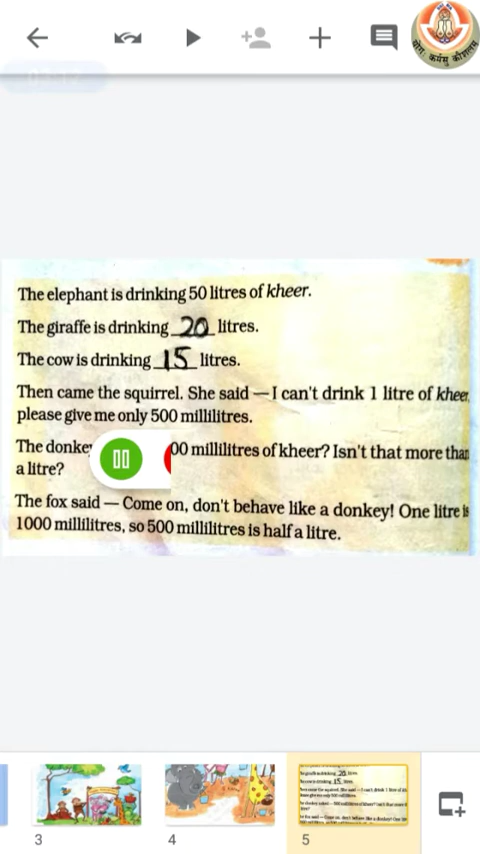 योगः कर्मसु कौशलम्
The elephant is drinking 50 litres of kheer.
The giraffe is drinking 20 litres.
The cow is drinking 15 litres.
Then came the squirrel. She said — I can't drink 1 litre of kheer,
please give me only 500 millilitres.
The donkey 00 millilitres of kheer? Isn't that more than
a litre?
The fox said — Come on, don't behave like a donkey! One litre is
1000 millilitres, so 500 millilitres is half a litre.
3
4
5